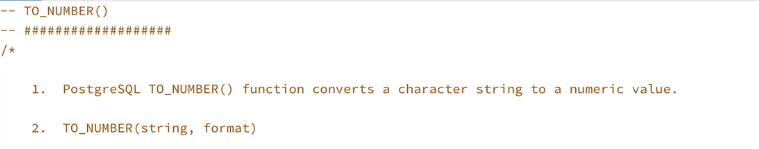 -- TO_NUMBER()
-- ###################
/*
1. PostgreSQL TO_NUMBER() function converts a character string to a numeric value.
2. TO_NUMBER(string, format)